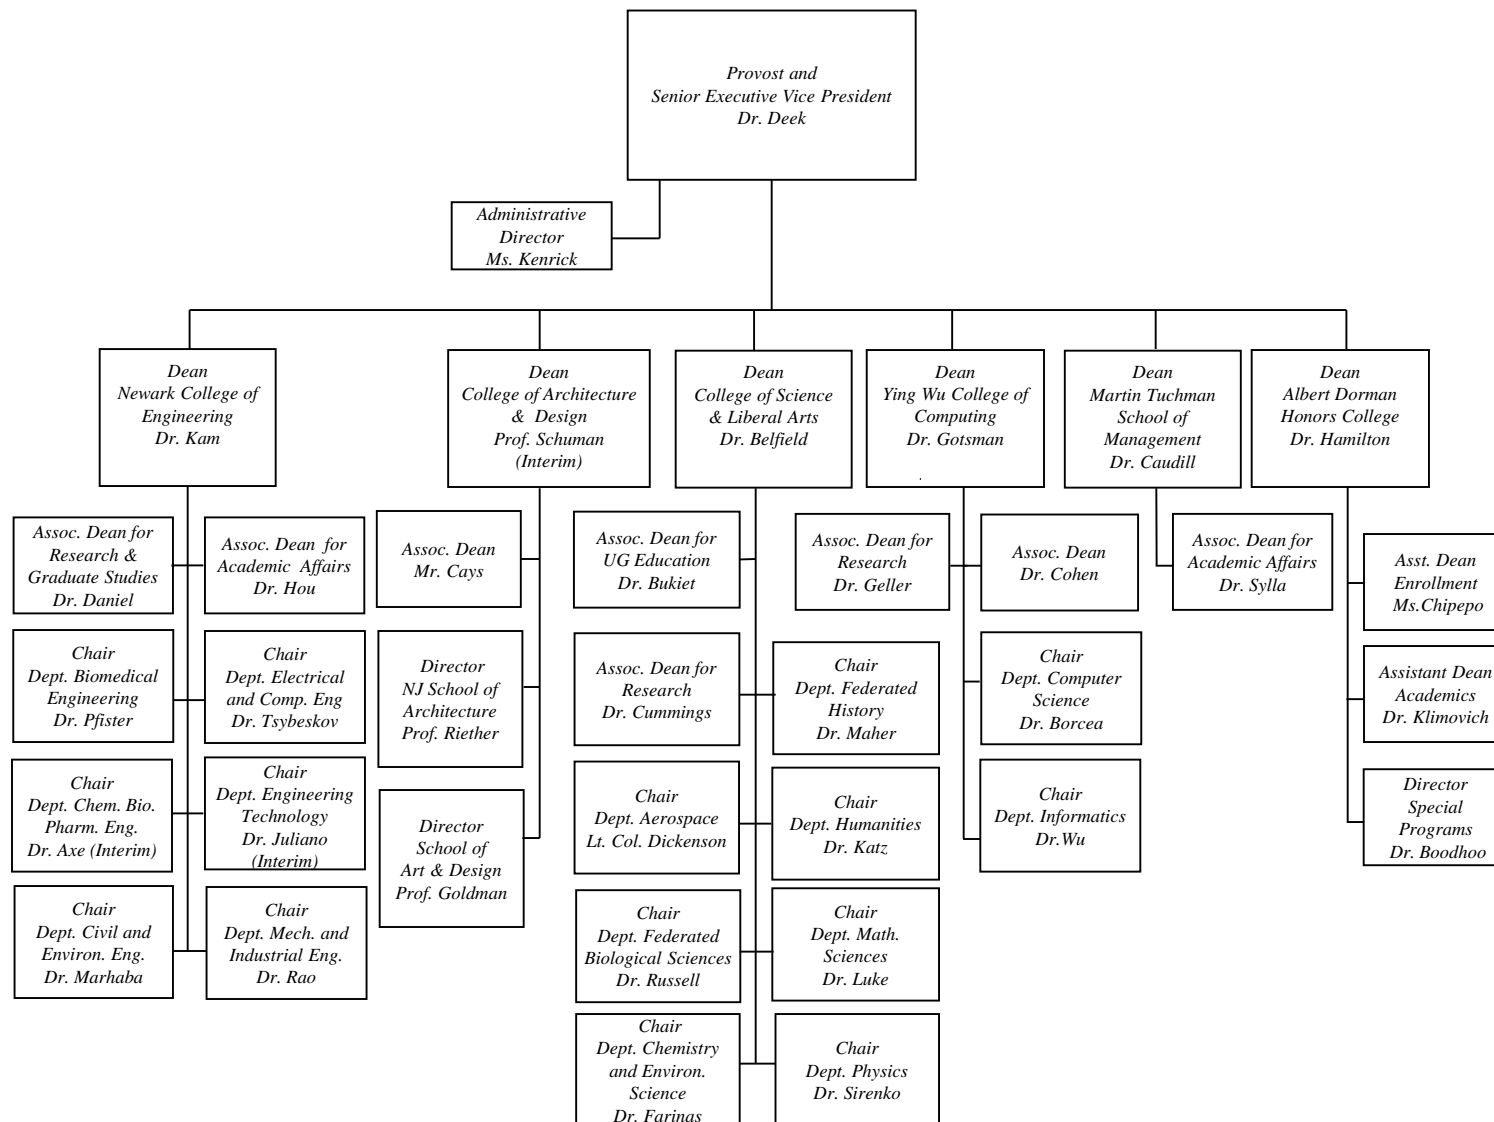 Provost and
Senior Executive Vice President
Dr. Deek
Administrative
Director
Ms. Kenrick
Dean
Newark College of
Engineering
Dr. Kam
Dean
College of Architecture
& Design
Prof. Schuman
(Interim)
Dean
College of Science
& Liberal Arts
Dr. Belfield
Dean
Ying Wu College of
Computing
Dr. Gotsman
Dean
Martin Tuchman
School of
Management
Dr. Caudill
Dean
Albert Dorman
Honors College
Dr. Hamilton
Assoc. Dean for
Research &
Graduate Studies
Dr. Daniel
Assoc. Dean for
Academic Affairs
Dr. Hou
Chair
Dept. Biomedical
Engineering
Dr. Pfister
Chair
Dept. Electrical
and Comp. Eng
Dr. Tsybeskov
Chair
Dept. Chem. Bio.
Pharm. Eng.
Dr. Axe (Interim)
Chair
Dept. Engineering
Technology
Dr. Juliano
(Interim)
Chair
Dept. Civil and
Environ. Eng.
Dr. Marhaba
Chair
Dept. Mech. and
Industrial Eng.
Dr. Rao
Assoc. Dean
Mr. Cays
Director
NJ School of
Architecture
Prof. Riether
Director
School of
Art & Design
Prof. Goldman
Assoc. Dean for
UG Education
Dr. Bukiet
Assoc. Dean for
Research
Dr. Cummings
Chair
Dept. Federated
History
Dr. Maher
Chair
Dept. Aerospace
Lt. Col. Dickenson
Chair
Dept. Humanities
Dr. Katz
Chair
Dept. Federated
Biological Sciences
Dr. Russell
Chair
Dept. Math.
Sciences
Dr. Luke
Chair
Dept. Chemistry
and Environ.
Science
Dr. Farinas
Chair
Dept. Physics
Dr. Sirenko
Assoc. Dean for
Research
Dr. Geller
Assoc. Dean
Dr. Cohen
Chair
Dept. Computer
Science
Dr. Borcea
Chair
Dept. Informatics
Dr.Wu
Assoc. Dean for
Academic Affairs
Dr. Sylla
Asst. Dean
Enrollment
Ms.Chipepo
Assistant Dean
Academics
Dr. Klimovich
Director
Special
Programs
Dr. Boodhoo